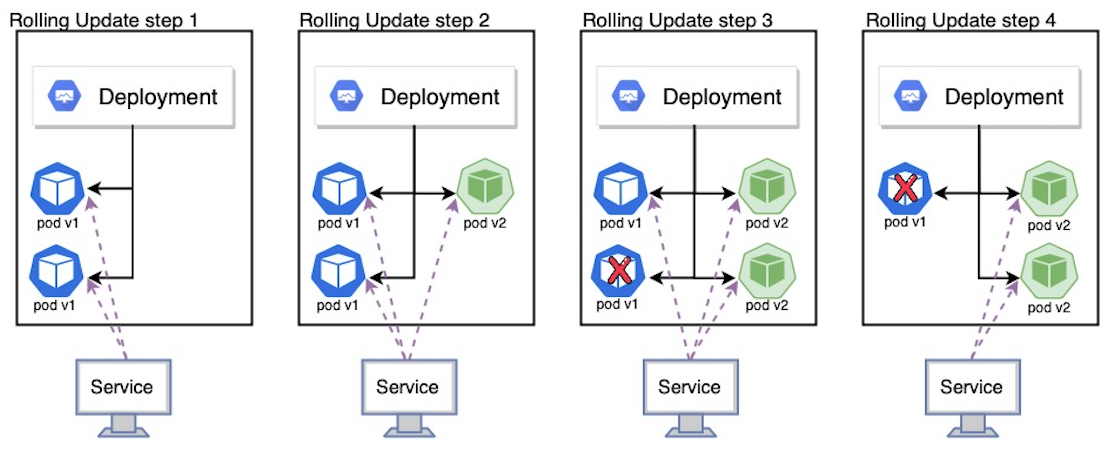 Rolling Update step 1
Deployment
pod v1
pod v1
Service
Rolling Update step 2
Deployment
pod v1
pod v2
pod v1
Service
Rolling Update step 3
Deployment
pod v1
pod v2
pod v1
pod v2
Service
Rolling Update step 4
Deployment
pod v1
pod v2
pod v2
Service